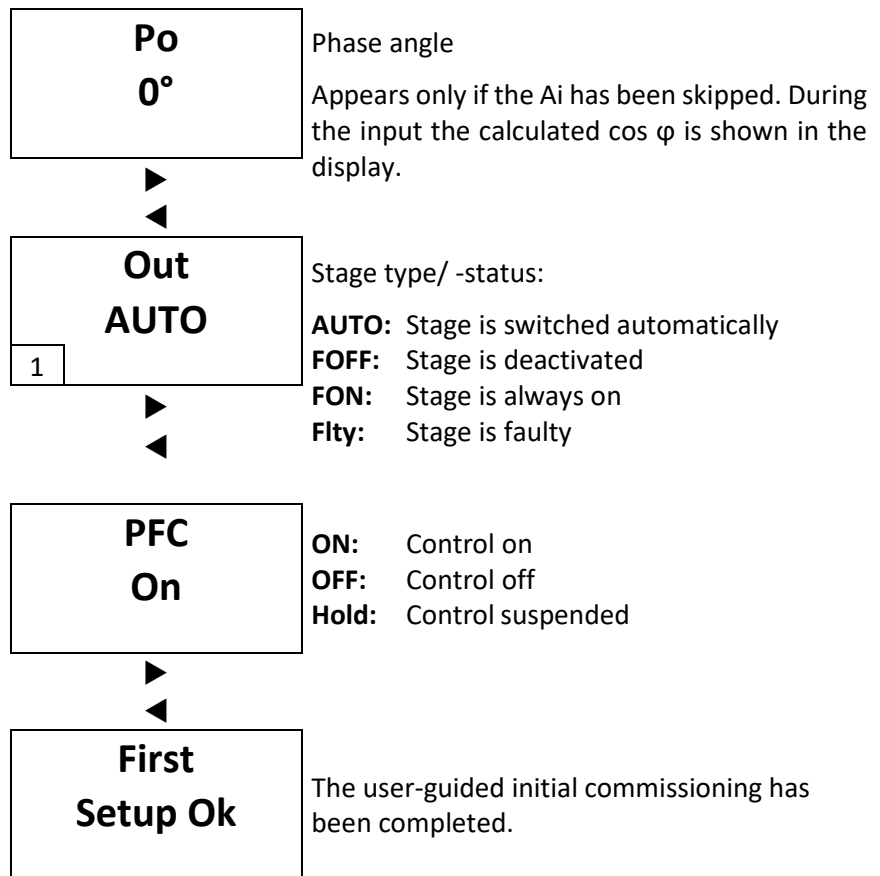 Po
0°
Phase angle
Appears only if the Ai has been skipped. During
the input the calculated cos φ is shown in the
display.
Out
AUTO
1
Stage type/ -status:
AUTO: Stage is switched automatically
FOFF: Stage is deactivated
FON: Stage is always on
Flty: Stage is faulty
PFC
On
ON: Control on
OFF: Control off
Hold: Control suspended
First
Setup Ok
The user-guided initial commissioning has
been completed.